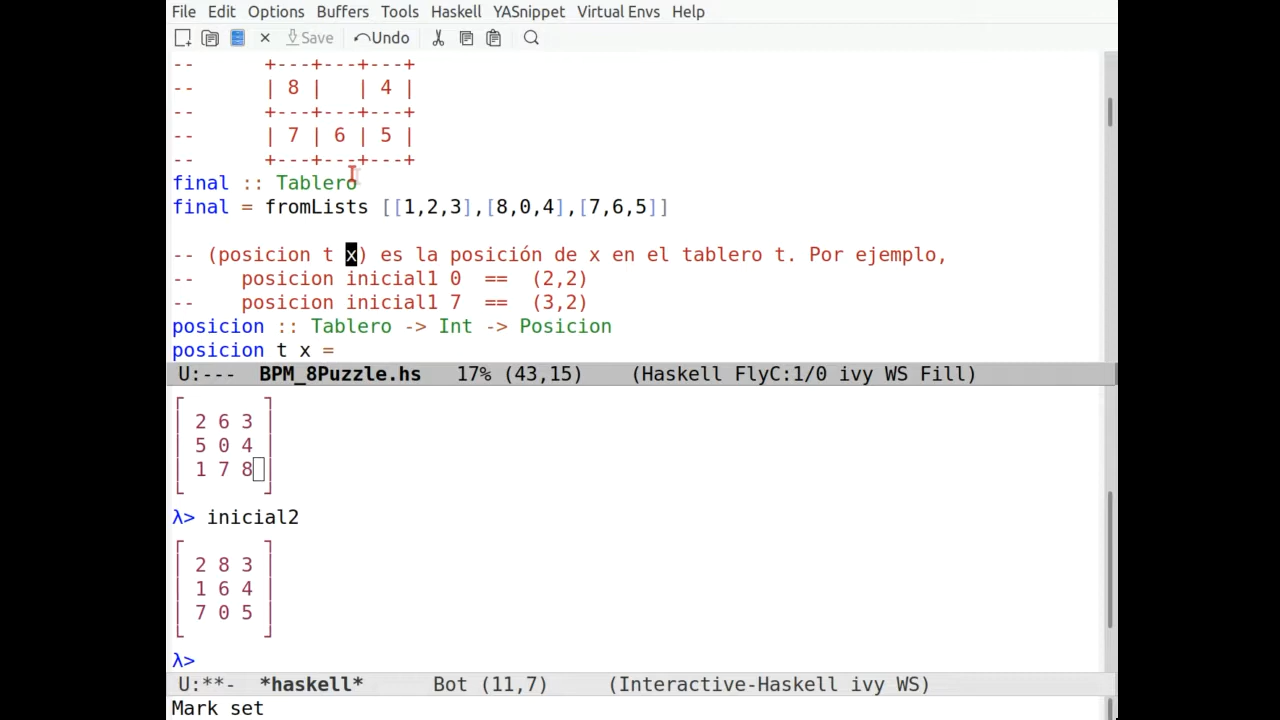 File Edit Options Buffers Tools Haskell YASnippet Virtual Envs Help
Save Undo
-- +---+---+---+
-- | 8 |   | 4 |
-- +---+---+---+
-- | 7 | 6 | 5 |
-- +---+---+---+
final :: Tablero
final = fromLists [[1,2,3],[8,0,4],[7,6,5]]
-- (posicion t x) es la posición de x en el tablero t. Por ejemplo,
-- posicion inicial1 0 == (2,2)
-- posicion inicial1 7 == (3,2)
posicion :: Tablero -> Int -> Posicion
posicion t x =
U:--- BPM_8Puzzle.hs 17% (43,15) (Haskell FlyC:1/0 ivy WS Fill)
┌ ┐
│ 2 6 3 │
│ 5 0 4 │
│ 1 7 8 │
└ ┘
λ> inicial2
┌ ┐
│ 2 8 3 │
│ 1 6 4 │
│ 7 0 5 │
└ ┘
λ>
U:**- *haskell* Bot (11,7) (Interactive-Haskell ivy WS)
Mark set